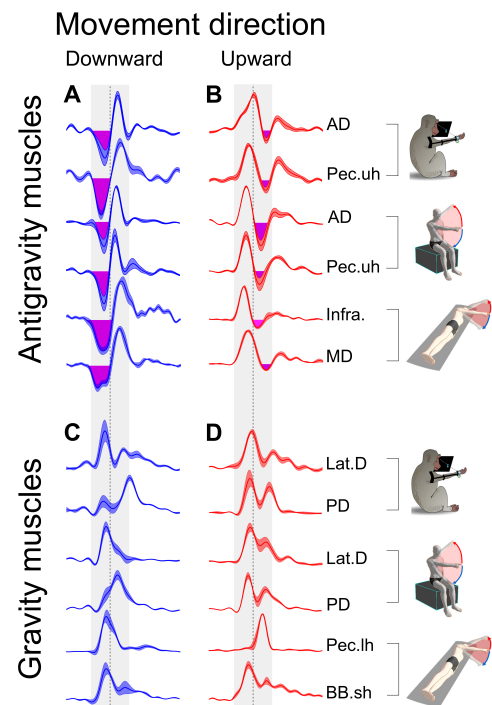 Movement direction
Downward
Upward
Antigravity muscles
A
B
AD
Pec.uh
AD
Pec.uh
Infra.
MD
Gravity muscles
C
D
Lat.D
PD
Lat.D
PD
Pec.lh
BB.sh